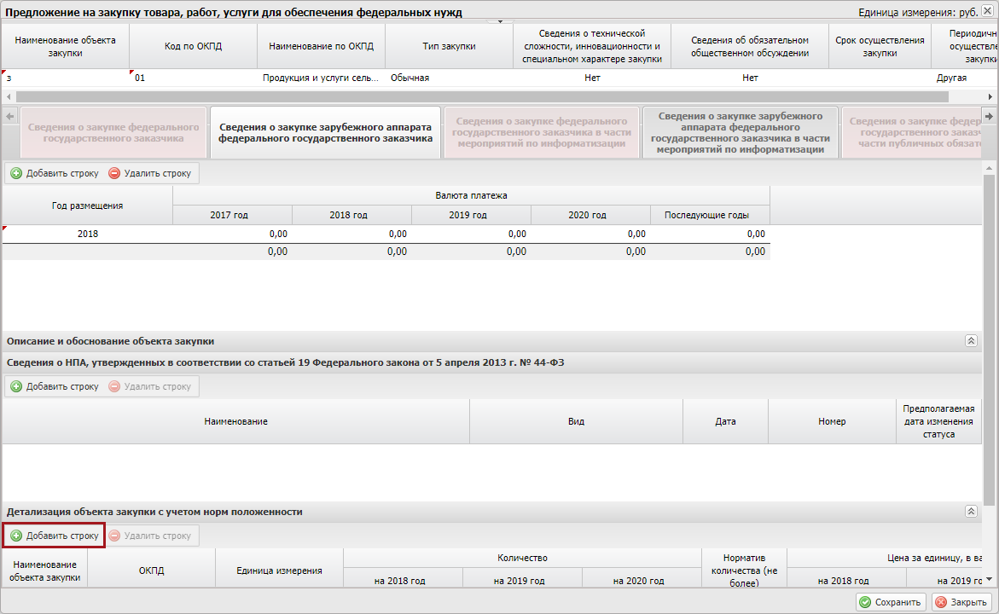 Предложение на закупку товара, работ, услуги для обеспечения федеральных нужд
Единица измерения: руб.
Наименование объекта
закупки
Код по ОКПД
Наименование по ОКПД
Тип закупки
Сведения о технической
сложности, инновационности и
специальном характере закупки
Сведения об обязательном
общественном обсуждении
Срок осуществления
закупки
Периодичн
осуществле
закупки
з
01
Продукция и услуги сель...
Обычная
Нет
Нет
Другая
Сведения о закупке федерального
государственного заказчика
Сведения о закупке зарубежного аппарата
федерального государственного заказчика
Сведения о закупке федерального
государственного заказчика в части
мероприятий по информатизации
Сведения о закупке зарубежного
аппарата федерального
государственного заказчика в части
мероприятий по информатизации
Сведения о закупке федер
государственного заказч
части публичных обязате
Добавить строку
Удалить строку
Год размещения
Валюта платежа
2017 год
2018 год
2019 год
2020 год
Последующие годы
2018
0,00
0,00
0,00
0,00
0,00
0,00
0,00
0,00
0,00
0,00
Описание и обоснование объекта закупки
Сведения о НПА, утвержденных в соответствии со статьей 19 Федерального закона от 5 апреля 2013 г. № 44-ФЗ
Добавить строку
Удалить строку
Наименование
Вид
Дата
Номер
Предполагаемая
дата изменения
статуса
Детализация объекта закупки с учетом норм положенности
Добавить строку
Удалить строку
Наименование
объекта закупки
ОКПД
Единица измерения
Количество
на 2018 год
на 2019 год
на 2020 год
Норматив
количества (не
более)
Цена за единицу, в ва
на 2018 год
на 2019 го
Сохранить
Закрыть